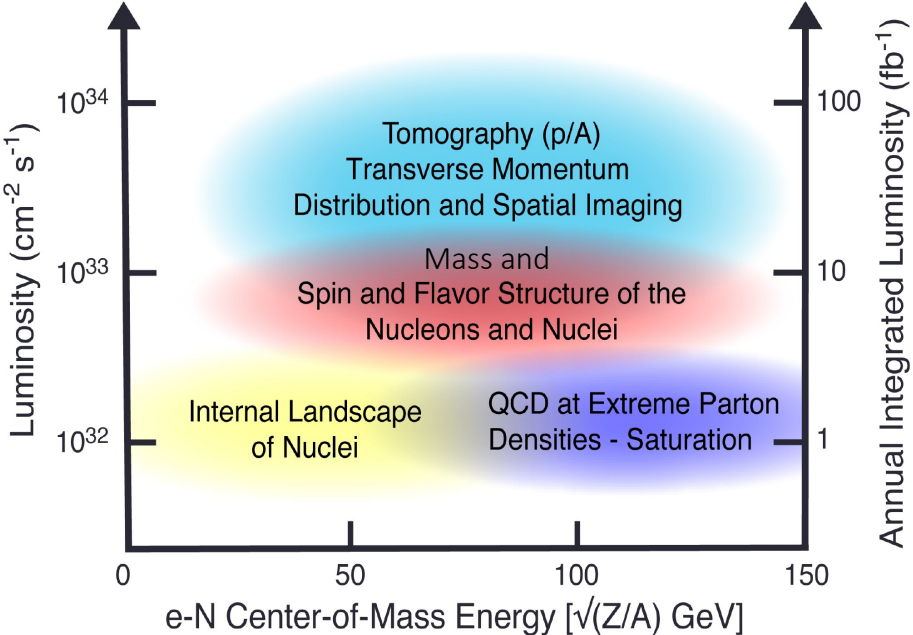 Luminosity (cm⁻² s⁻¹)
10³⁴
10³³
10³²
Tomography (p/A)
Transverse Momentum
Distribution and Spatial Imaging
Mass and
Spin and Flavor Structure of the
Nucleons and Nuclei
Internal Landscape
of Nuclei
QCD at Extreme Parton
Densities - Saturation
100
10
1
Annual Integrated Luminosity (fb⁻¹)
0 50 100 150
e-N Center-of-Mass Energy [√(Z/A) GeV]